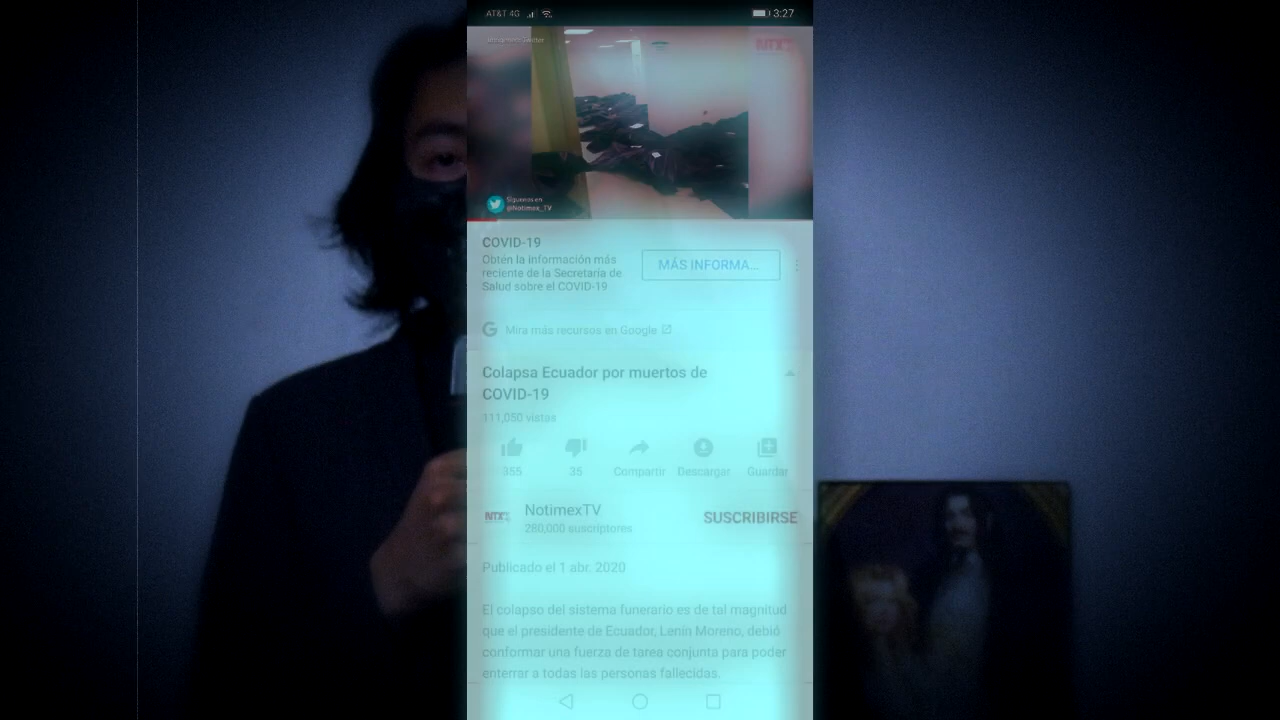 AT&T 4G
3:27
NTX
Síguenos en
@Notimex_TV
COVID-19
Obtén la información más
reciente de la Secretaría de
Salud sobre el COVID-19
MÁS INFORMA...
G Mira más recursos en Google
Colapsa Ecuador por muertos de
COVID-19
111,050 vistas
355
35
Compartir
Descargar
Guardar
NTX
NotimexTV
280,000 suscriptores
SUSCRIBIRSE
Publicado el 1 abr. 2020
El colapso del sistema funerario es de tal magnitud
que el presidente de Ecuador, Lenín Moreno, debió
conformar una fuerza de tarea conjunta para poder
enterrar a todas las personas fallecidas.